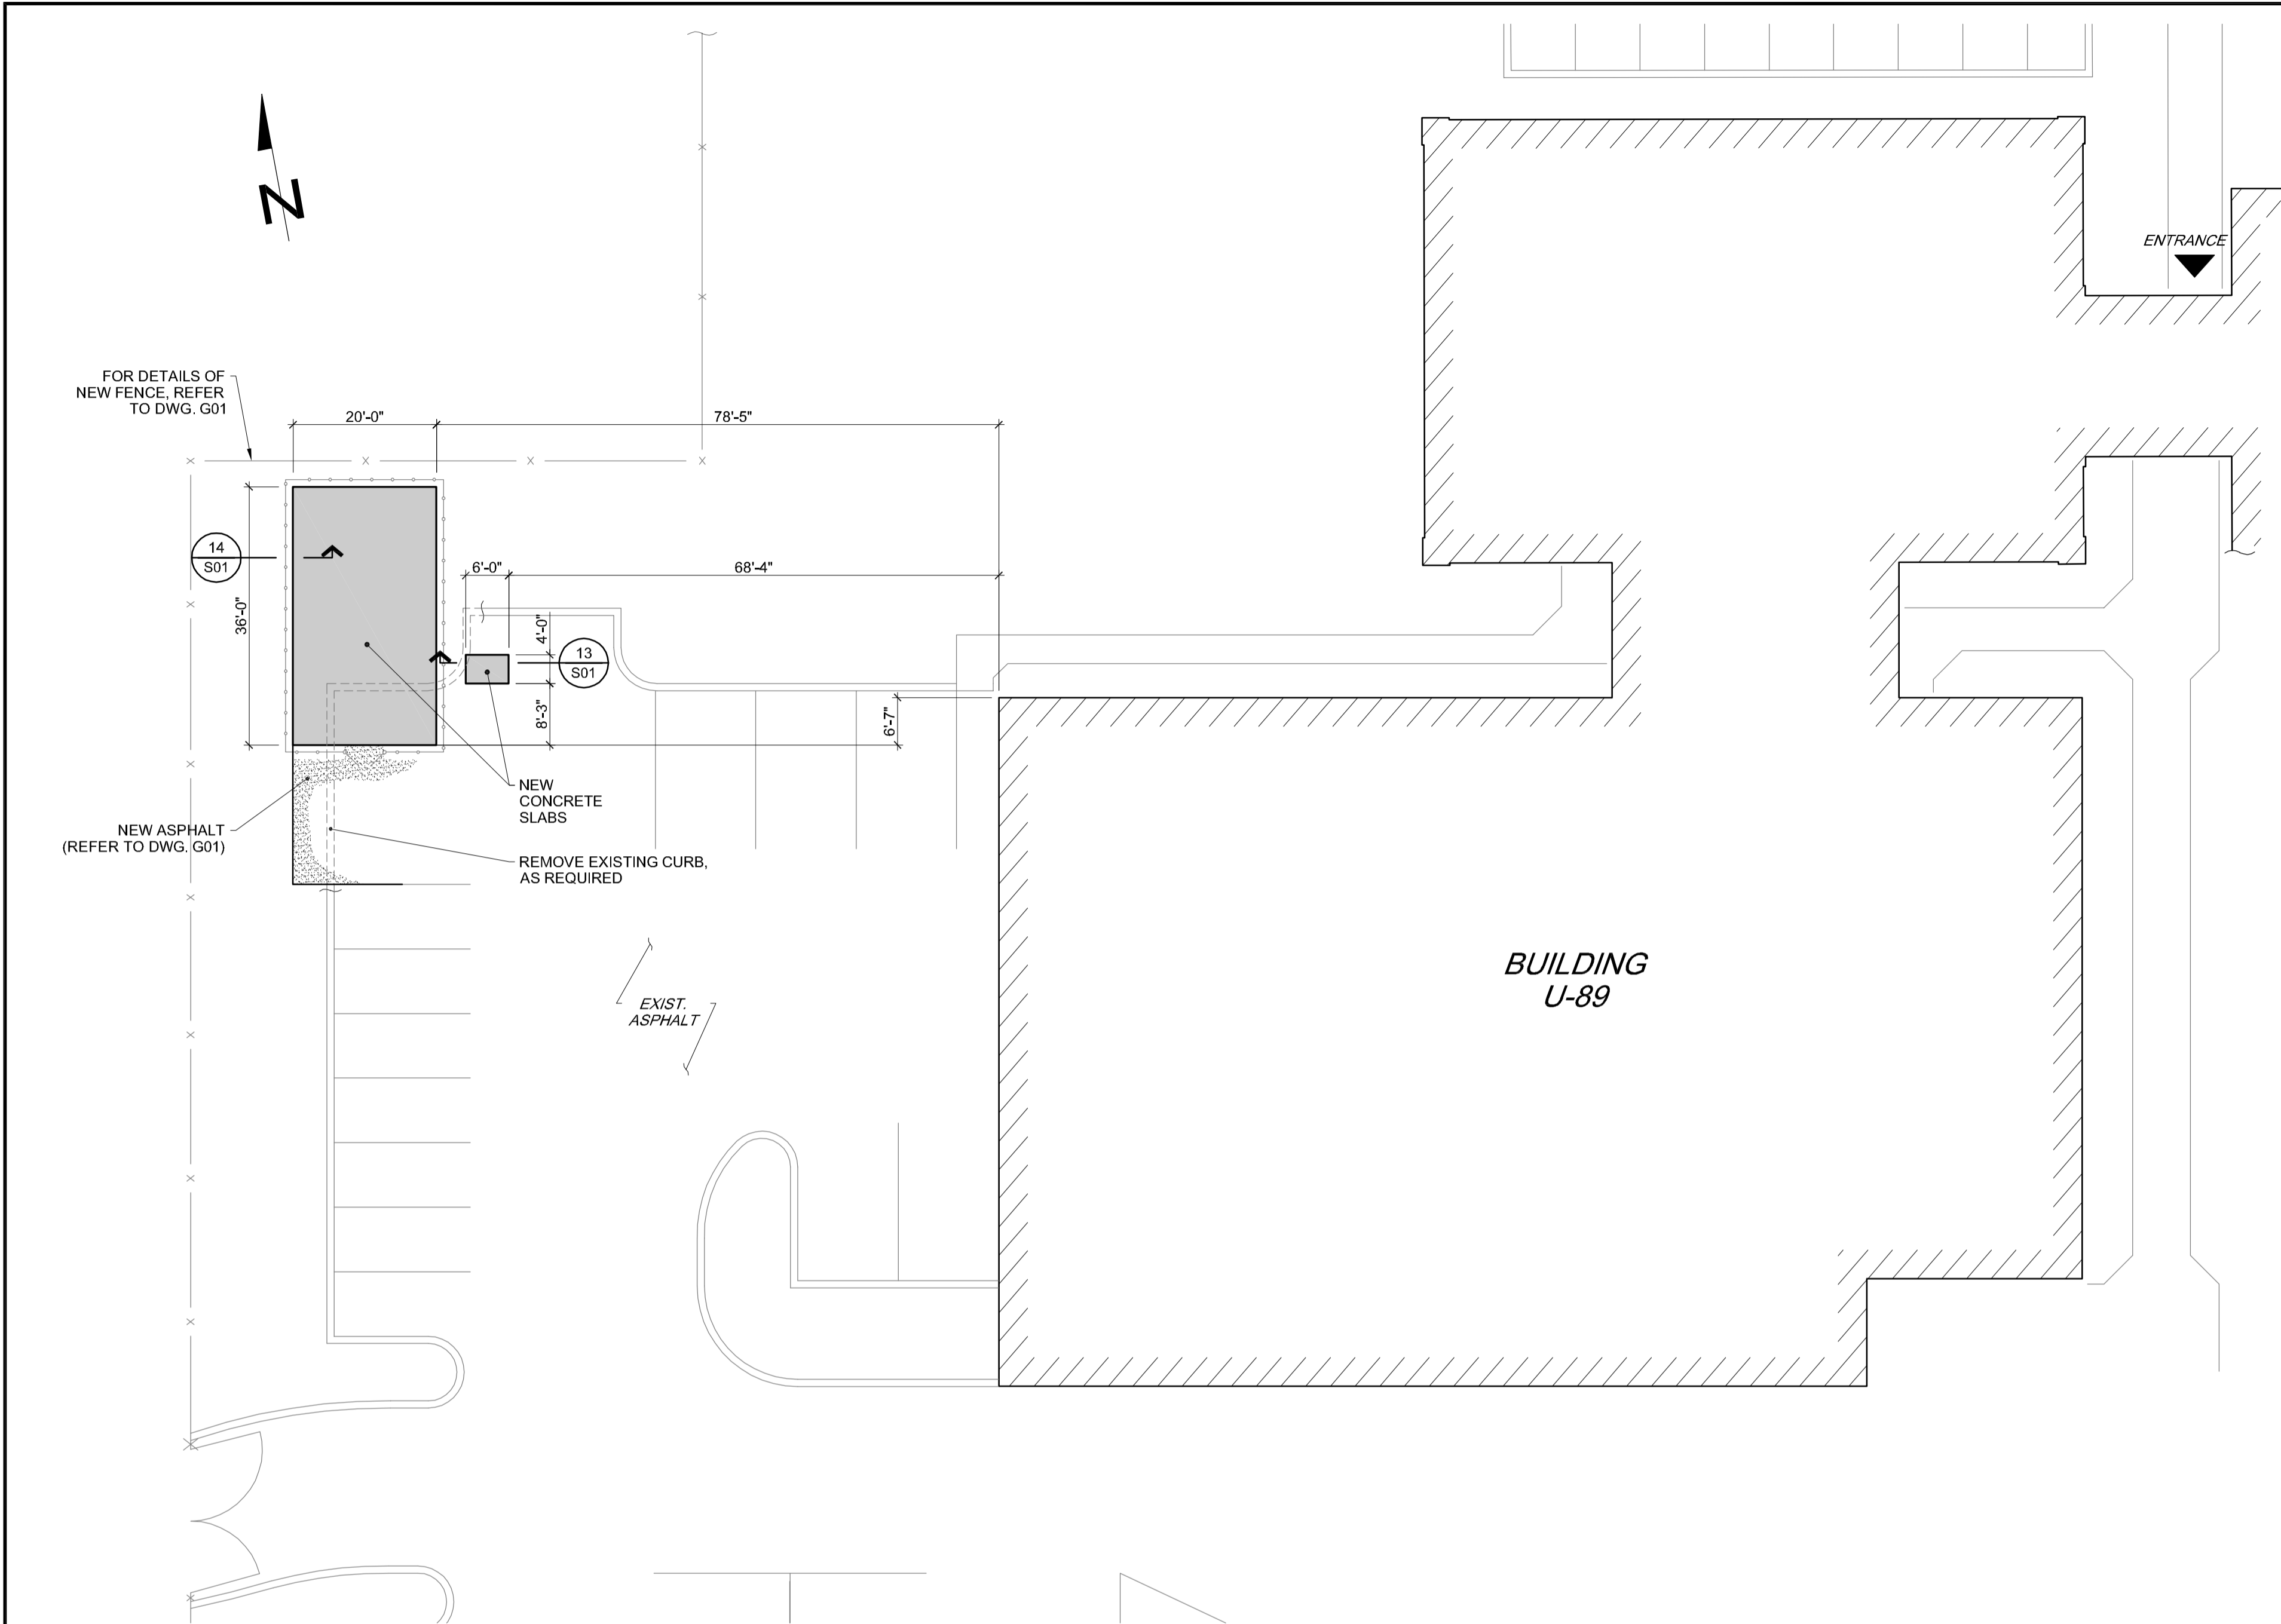 N
ENTRANCE
FOR DETAILS OF
NEW FENCE, REFER
TO DWG. G01
20'-0"
78'-5"
14
S01
36'-0"
6'-0"
68'-4"
4'-0"
13
S01
8'-3"
6'-7"
NEW
CONCRETE
SLABS
NEW ASPHALT
(REFER TO DWG. G01)
REMOVE EXISTING CURB,
AS REQUIRED
BUILDING
U-89
EXIST.
ASPHALT